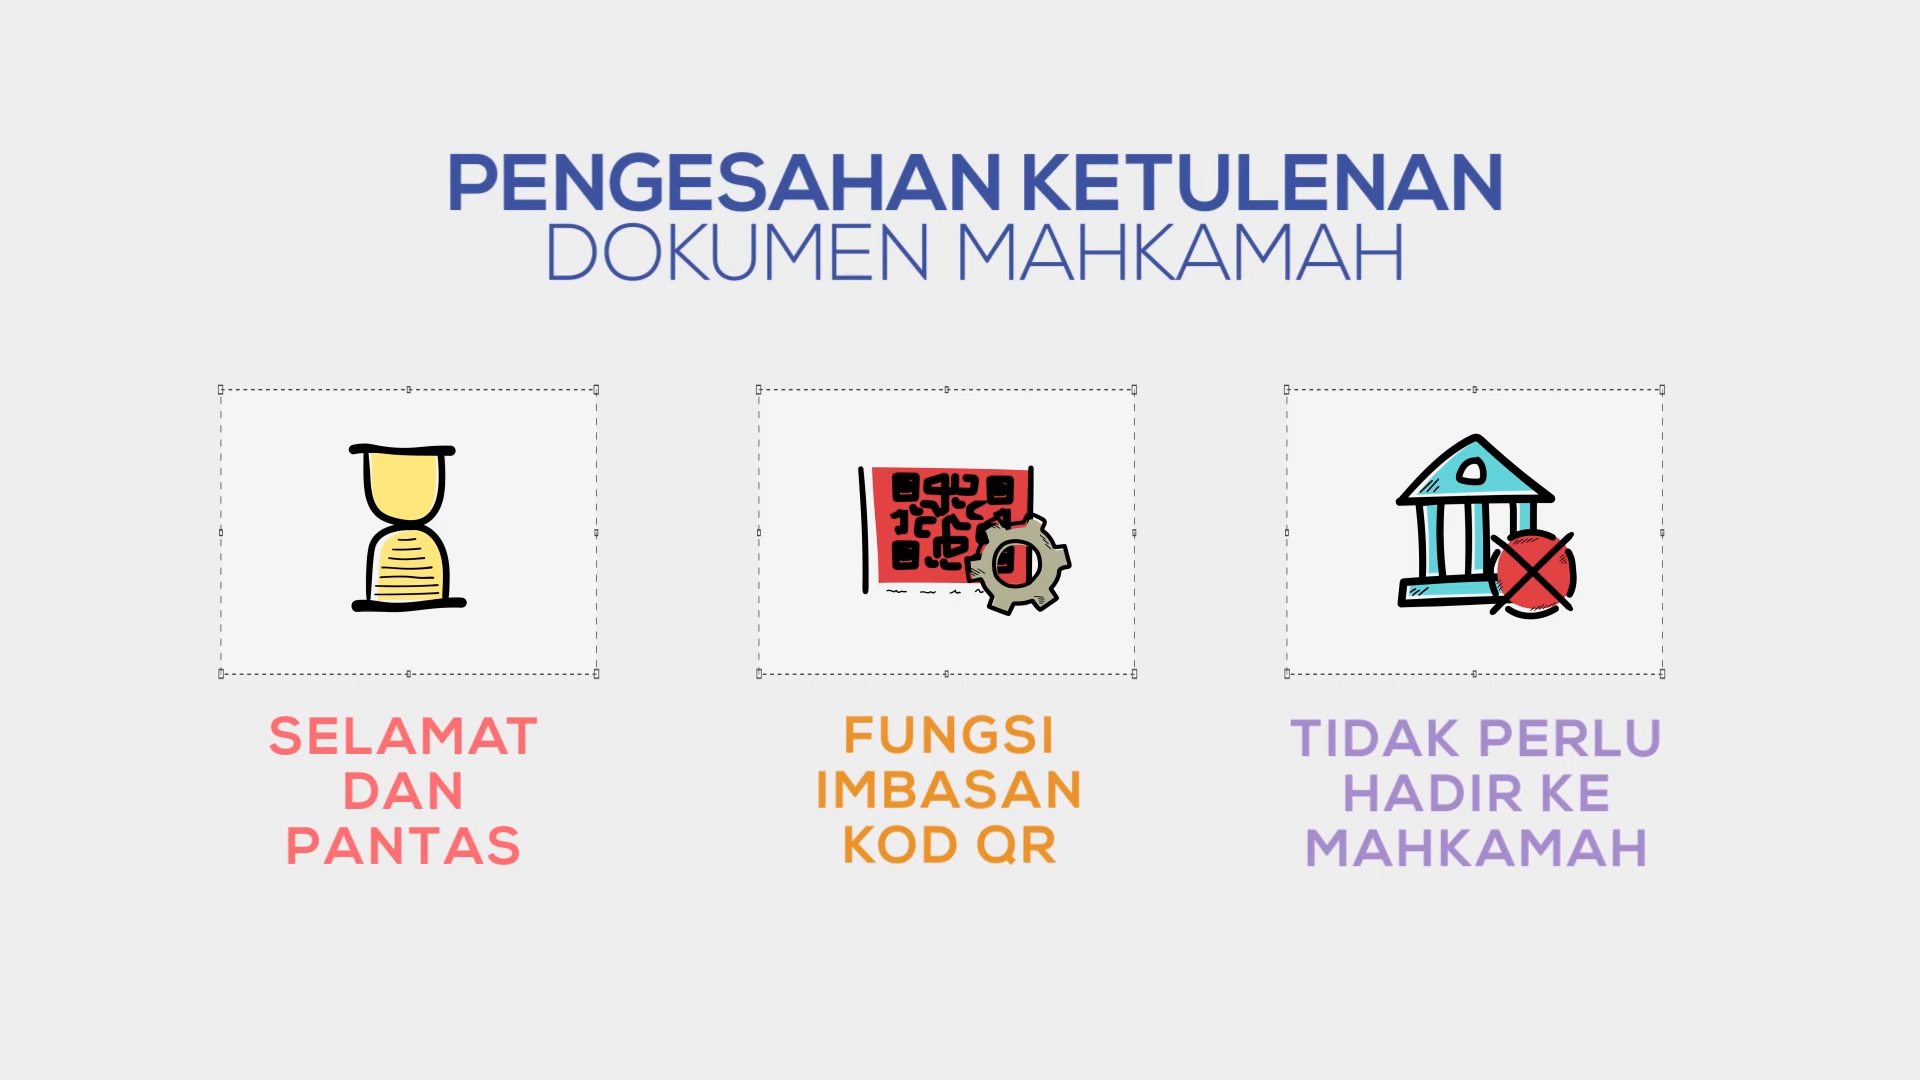 PENGESAHAN KETULENAN
DOKUMEN MAHKAMAH
SELAMAT
DAN
PANTAS
FUNGSI
IMBASAN
KOD QR
TIDAK PERLU
HADIR KE
MAHKAMAH